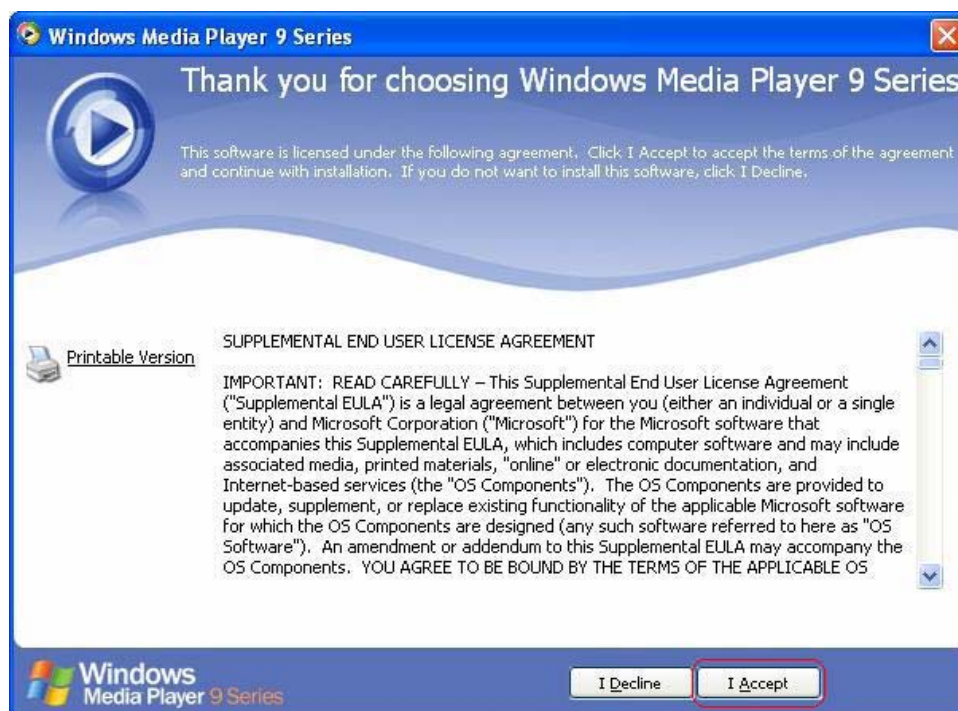 Windows Media Player 9 Series
Thank you for choosing Windows Media Player 9 Series
This software is licensed under the following agreement. Click I Accept to accept the terms of the agreement
and continue with installation. If you do not want to install this software, click I Decline.
Printable Version
SUPPLEMENTAL END USER LICENSE AGREEMENT
IMPORTANT: READ CAREFULLY – This Supplemental End User License Agreement
("Supplemental EULA") is a legal agreement between you (either an individual or a single
entity) and Microsoft Corporation ("Microsoft") for the Microsoft software that
accompanies this Supplemental EULA, which includes computer software and may include
associated media, printed materials, "online" or electronic documentation, and
Internet-based services (the "OS Components"). The OS Components are provided to
update, supplement, or replace existing functionality of the applicable Microsoft software
for which the OS Components are designed (any such software referred to here as "OS
Software"). An amendment or addendum to this Supplemental EULA may accompany the
OS Components. YOU AGREE TO BE BOUND BY THE TERMS OF THE APPLICABLE OS
Windows
Media Player 9 Series
I Decline
I Accept